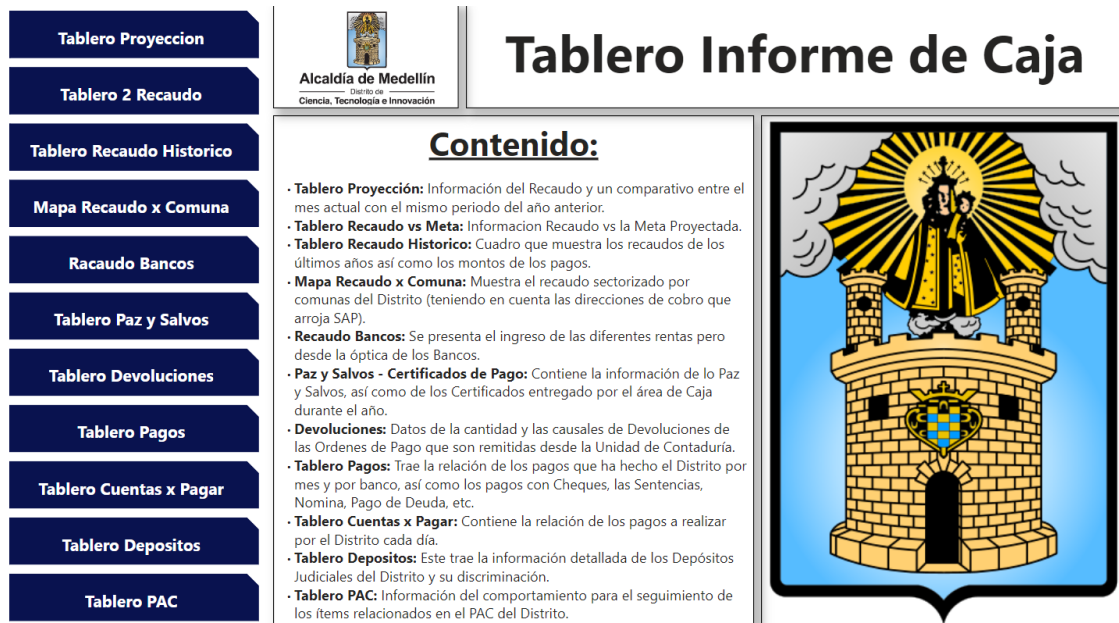 Tablero Proyeccion
Tablero 2 Recaudo
Tablero Recaudo Historico
Mapa Recaudo x Comuna
Racaudo Bancos
Tablero Paz y Salvos
Tablero Devoluciones
Tablero Pagos
Tablero Cuentas x Pagar
Tablero Depositos
Tablero PAC
Alcaldía de Medellín
Distrito de
Ciencia, Tecnología e Innovación
Tablero Informe de Caja
Contenido:
· Tablero Proyección: Información del Recaudo y un comparativo entre el
mes actual con el mismo periodo del año anterior.
· Tablero Recaudo vs Meta: Informacion Recaudo vs la Meta Proyectada.
· Tablero Recaudo Historico: Cuadro que muestra los recaudos de los
últimos años así como los montos de los pagos.
· Mapa Recaudo x Comuna: Muestra el recaudo sectorizado por
comunas del Distrito (teniendo en cuenta las direcciones de cobro que
arroja SAP).
· Recaudo Bancos: Se presenta el ingreso de las diferentes rentas pero
desde la óptica de los Bancos.
· Paz y Salvos - Certificados de Pago: Contiene la información de lo Paz
y Salvos, así como de los Certificados entregado por el área de Caja
durante el año.
· Devoluciones: Datos de la cantidad y las causales de Devoluciones de
las Ordenes de Pago que son remitidas desde la Unidad de Contaduría.
· Tablero Pagos: Trae la relación de los pagos que ha hecho el Distrito por
mes y por banco, así como los pagos con Cheques, las Sentencias,
Nomina, Pago de Deuda, etc.
· Tablero Cuentas x Pagar: Contiene la relación de los pagos a realizar
por el Distrito cada día.
· Tablero Depositos: Este trae la información detallada de los Depósitos
Judiciales del Distrito y su discriminación.
· Tablero PAC: Información del comportamiento para el seguimiento de
los ítems relacionados en el PAC del Distrito.